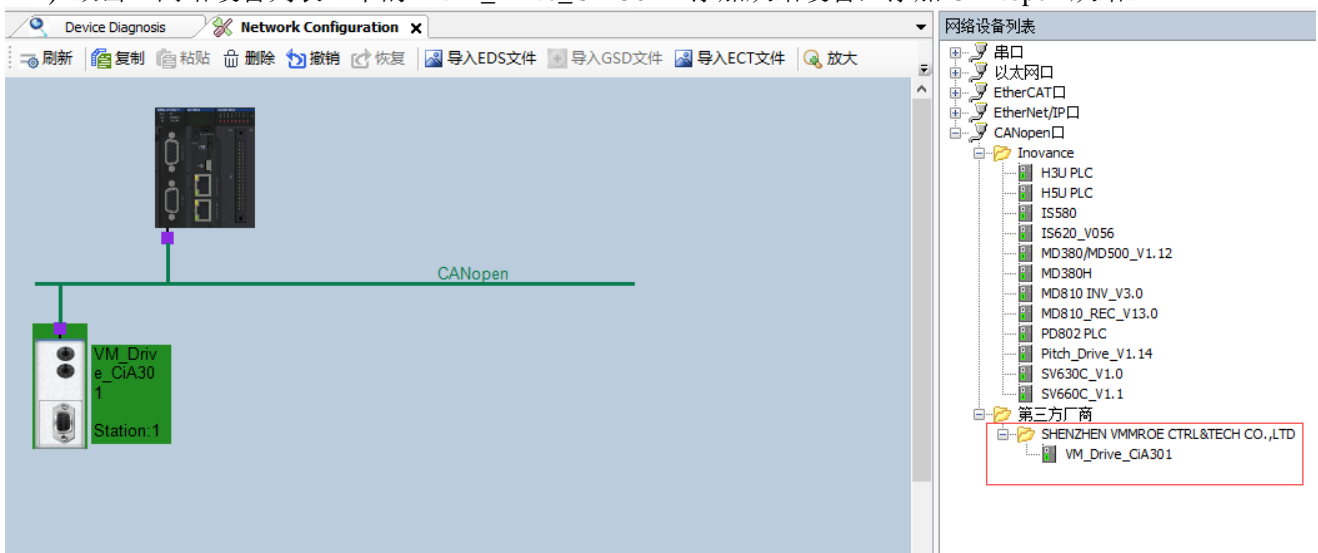 Device Diagnosis
Network Configuration
刷新
复制
粘贴
删除
撤销
恢复
导入EDS文件
导入GSD文件
导入ECT文件
放大
CANopen
VM_Driv
e_CiA30
1
Station:1
网络设备列表
串口
以太网口
EtherCAT口
EtherNet/IP口
CANopen口
Inovance
H3U PLC
H5U PLC
IS580
IS620_V056
MD380/MD500_V1.12
MD380H
MD810 INV_V3.0
MD810_REC_V13.0
PD802 PLC
Pitch_Drive_V1.14
SV630C_V1.0
SV660C_V1.1
第三方厂商
SHENZHEN VMMROE CTRL&TECH CO.,LTD
VM_Drive_CiA301